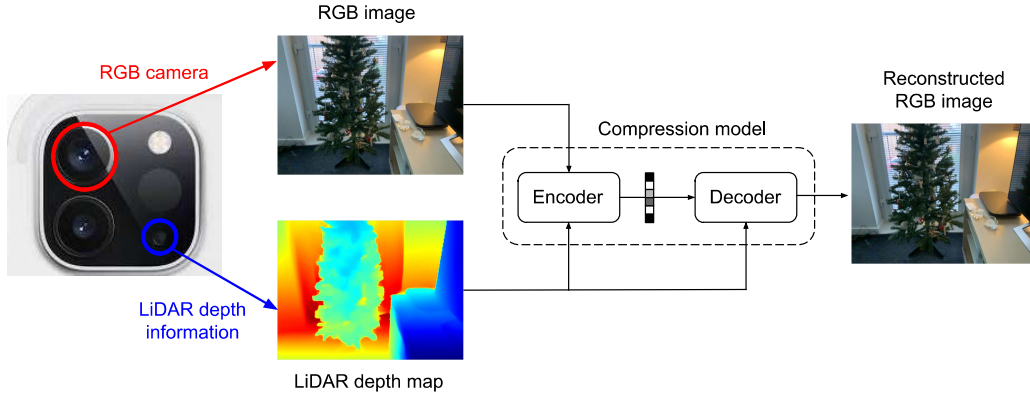 RGB image
RGB camera
Reconstructed
RGB image
Compression model
Encoder
Decoder
LiDAR depth
information
LiDAR depth map